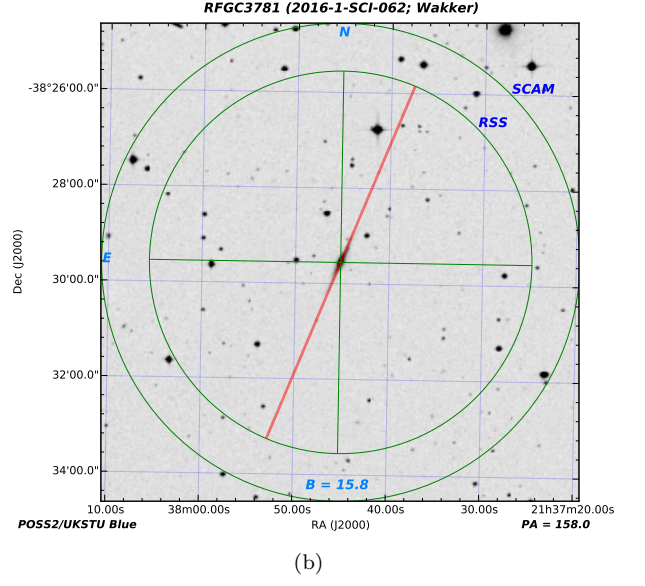 RFGC3781 (2016-1-SCI-062; Wakker)
N
-38°26'00.0"
SCAM
RSS
28'00.0"
E
30'00.0"
Dec (J2000)
32'00.0"
34'00.0"
B = 15.8
10.00s 38m00.00s 50.00s 40.00s 30.00s 21h37m20.00s
POSS2/UKSTU Blue RA (J2000) PA = 158.0
(b)